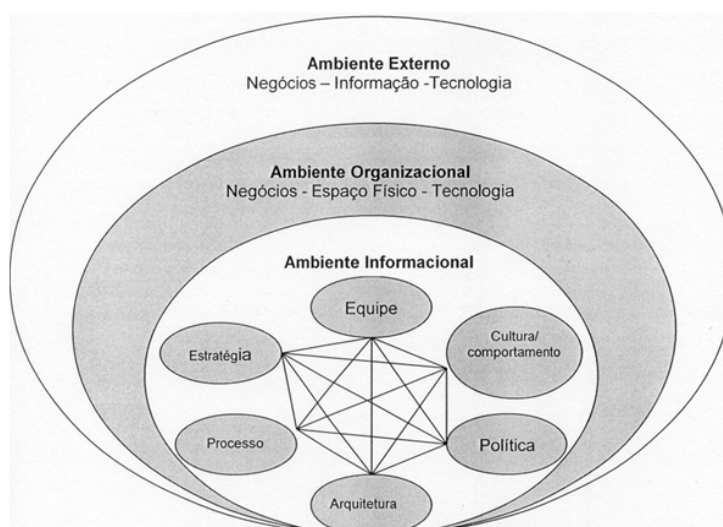 Ambiente Externo
Negócios – Informação -Tecnologia
Ambiente Organizacional
Negócios - Espaço Físico - Tecnologia
Ambiente Informacional
Equipe
Cultura/
comportamento
Estratégia
Processo
Política
Arquitetura